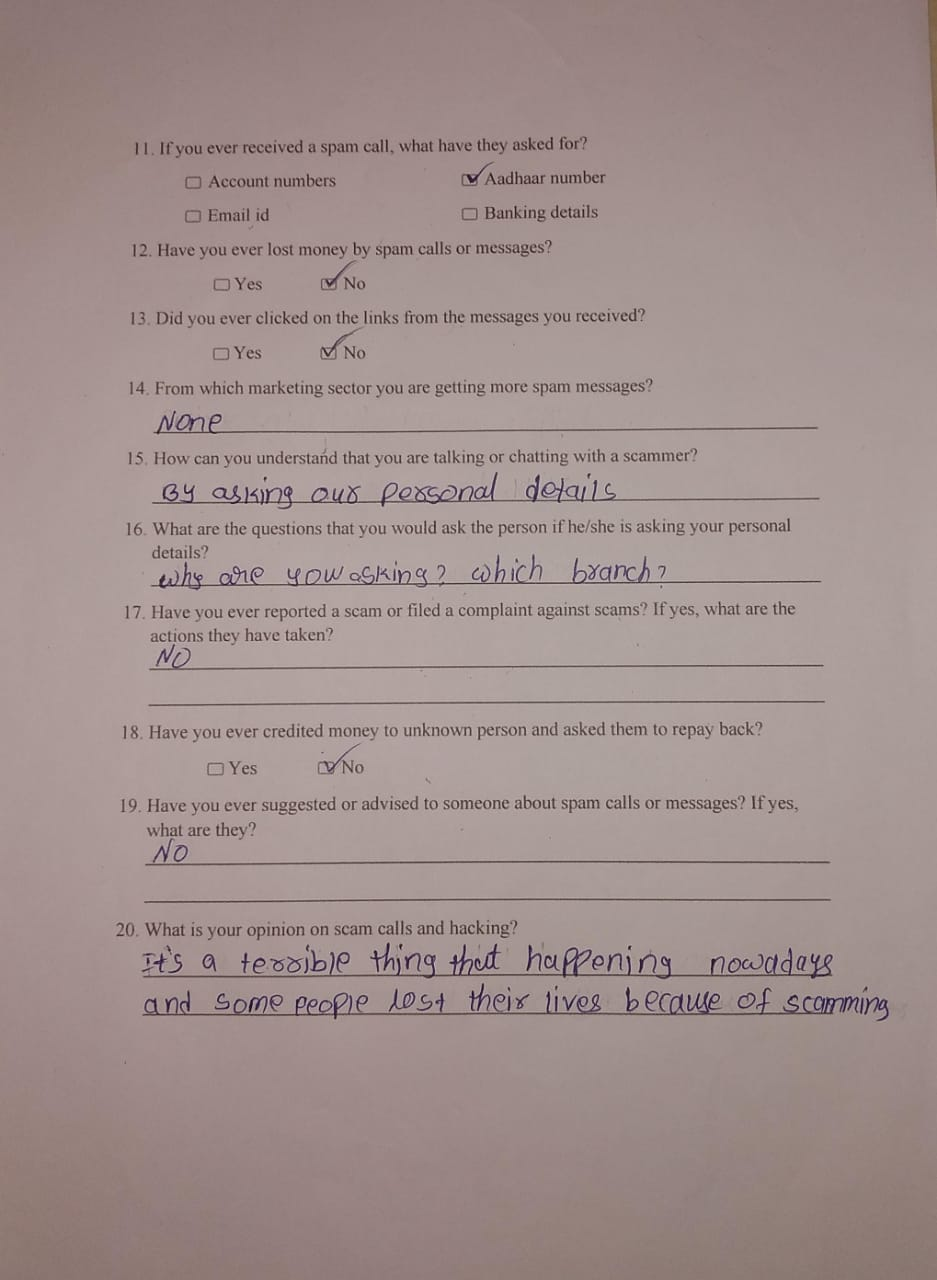 11. If you ever received a spam call, what have they asked for?
Account numbers Aadhaar number
Email id Banking details
12. Have you ever lost money by spam calls or messages?
Yes No
13. Did you ever clicked on the links from the messages you received?
Yes No
14. From which marketing sector you are getting more spam messages?
None
15. How can you understand that you are talking or chatting with a scammer?
By asking our personal details
16. What are the questions that you would ask the person if he/she is asking your personal
details?
why are you asking? which branch?
17. Have you ever reported a scam or filed a complaint against scams? If yes, what are the
actions they have taken?
NO
18. Have you ever credited money to unknown person and asked them to repay back?
Yes No
19. Have you ever suggested or advised to someone about spam calls or messages? If yes,
what are they?
NO
20. What is your opinion on scam calls and hacking?
It's a terrible thing that happening nowadays
and some people lost their lives because of scamming